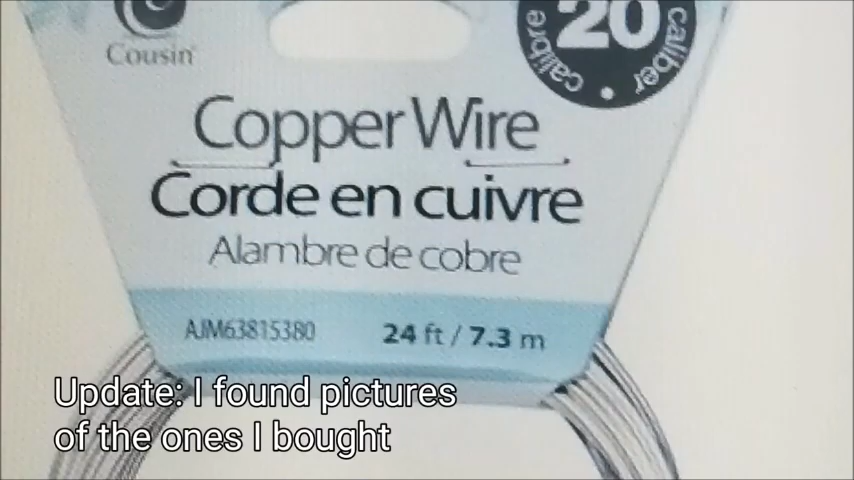 Cousin
20
calibre • caliber
Copper Wire
Corde en cuivre
Alambre de cobre
AJM63815380
24 ft / 7.3 m
Update: I found pictures
of the ones I bought